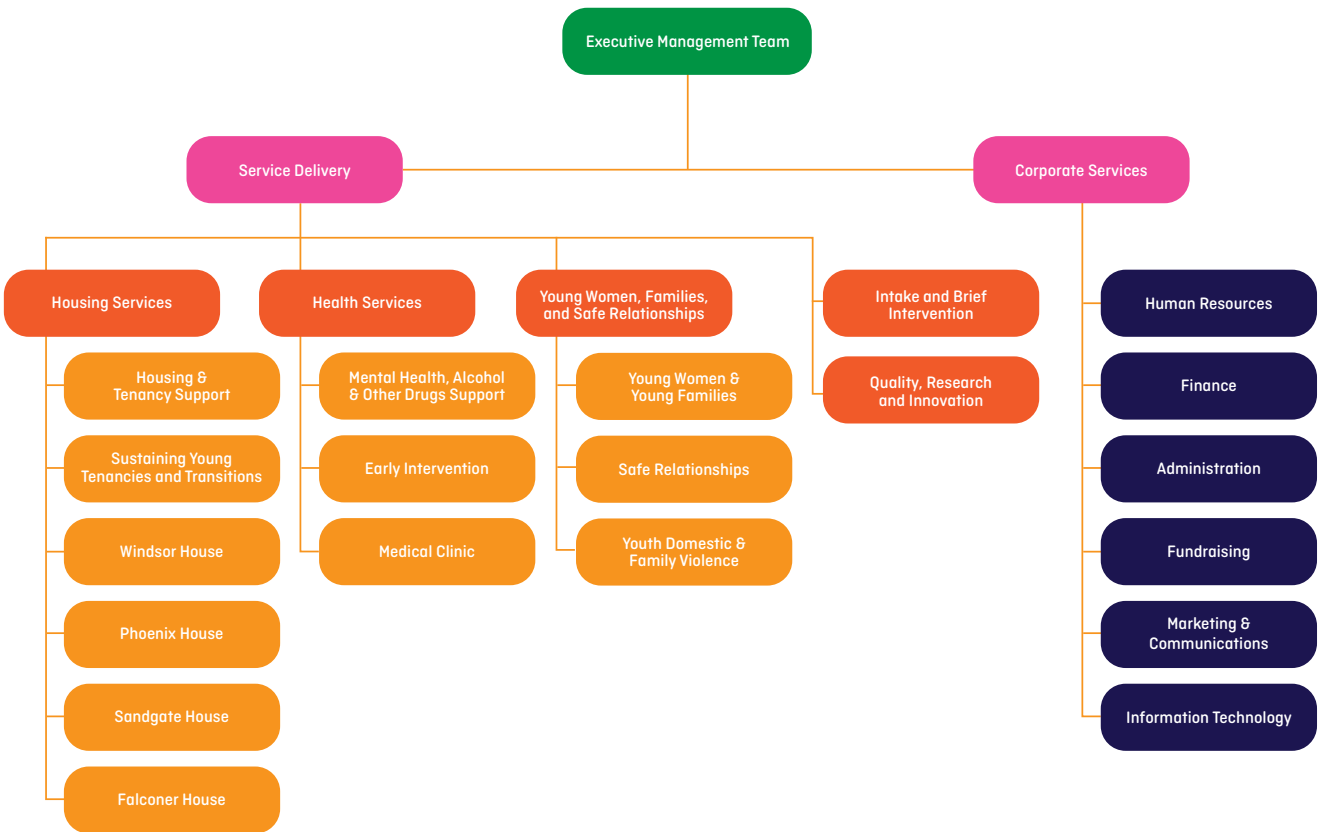 Executive Management Team
Service Delivery
Corporate Services
Housing Services
Health Services
Young Women, Families,
and Safe Relationships
Intake and Brief
Intervention
Human Resources
Housing &
Tenancy Support
Mental Health, Alcohol
& Other Drugs Support
Young Women &
Young Families
Quality, Research
and Innovation
Finance
Sustaining Young
Tenancies and Transitions
Early Intervention
Safe Relationships
Administration
Windsor House
Medical Clinic
Youth Domestic &
Family Violence
Fundraising
Phoenix House
Marketing &
Communications
Sandgate House
Information Technology
Falconer House